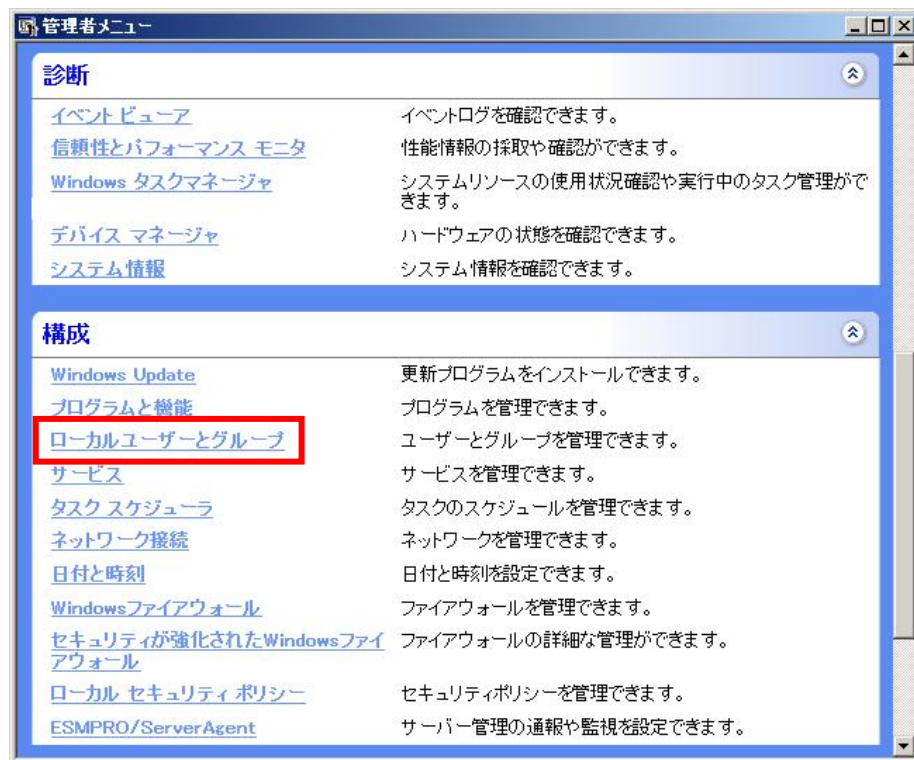 管理者メニュー
診断
イベント ビューア イベントログを確認できます。
信頼性とパフォーマンス モニタ 性能情報の採取や確認ができます。
Windows タスクマネージャ システムリソースの使用状況確認や実行中のタスク管理がで
きます。
デバイス マネージャ ハードウェアの状態を確認できます。
システム情報 システム情報を確認できます。
構成
Windows Update 更新プログラムをインストールできます。
プログラムと機能 プログラムを管理できます。
ローカルユーザーとグループ ユーザーとグループを管理できます。
サービス サービスを管理できます。
タスク スケジューラ タスクのスケジュールを管理できます。
ネットワーク接続 ネットワークを管理できます。
日付と時刻 日付と時刻を設定できます。
Windowsファイアウォール ファイアウォールを管理できます。
セキュリティが強化されたWindowsファイ ファイアウォールの詳細な管理ができます。
アウォール
ローカル セキュリティ ポリシー セキュリティポリシーを管理できます。
ESMPRO/ServerAgent サーバー管理の通報や監視を設定できます。